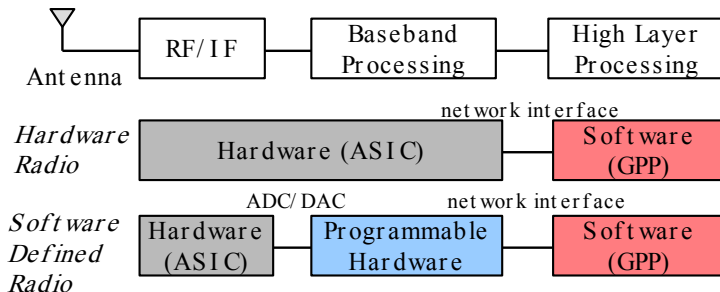 RF/IF
Baseband
Processing
High Layer
Processing
Antenna
network interface
Hardware
Radio
Hardware (ASIC)
Software
(GPP)
ADC/DAC
network interface
Software
Defined
Radio
Hardware
(ASIC)
Programmable
Hardware
Software
(GPP)